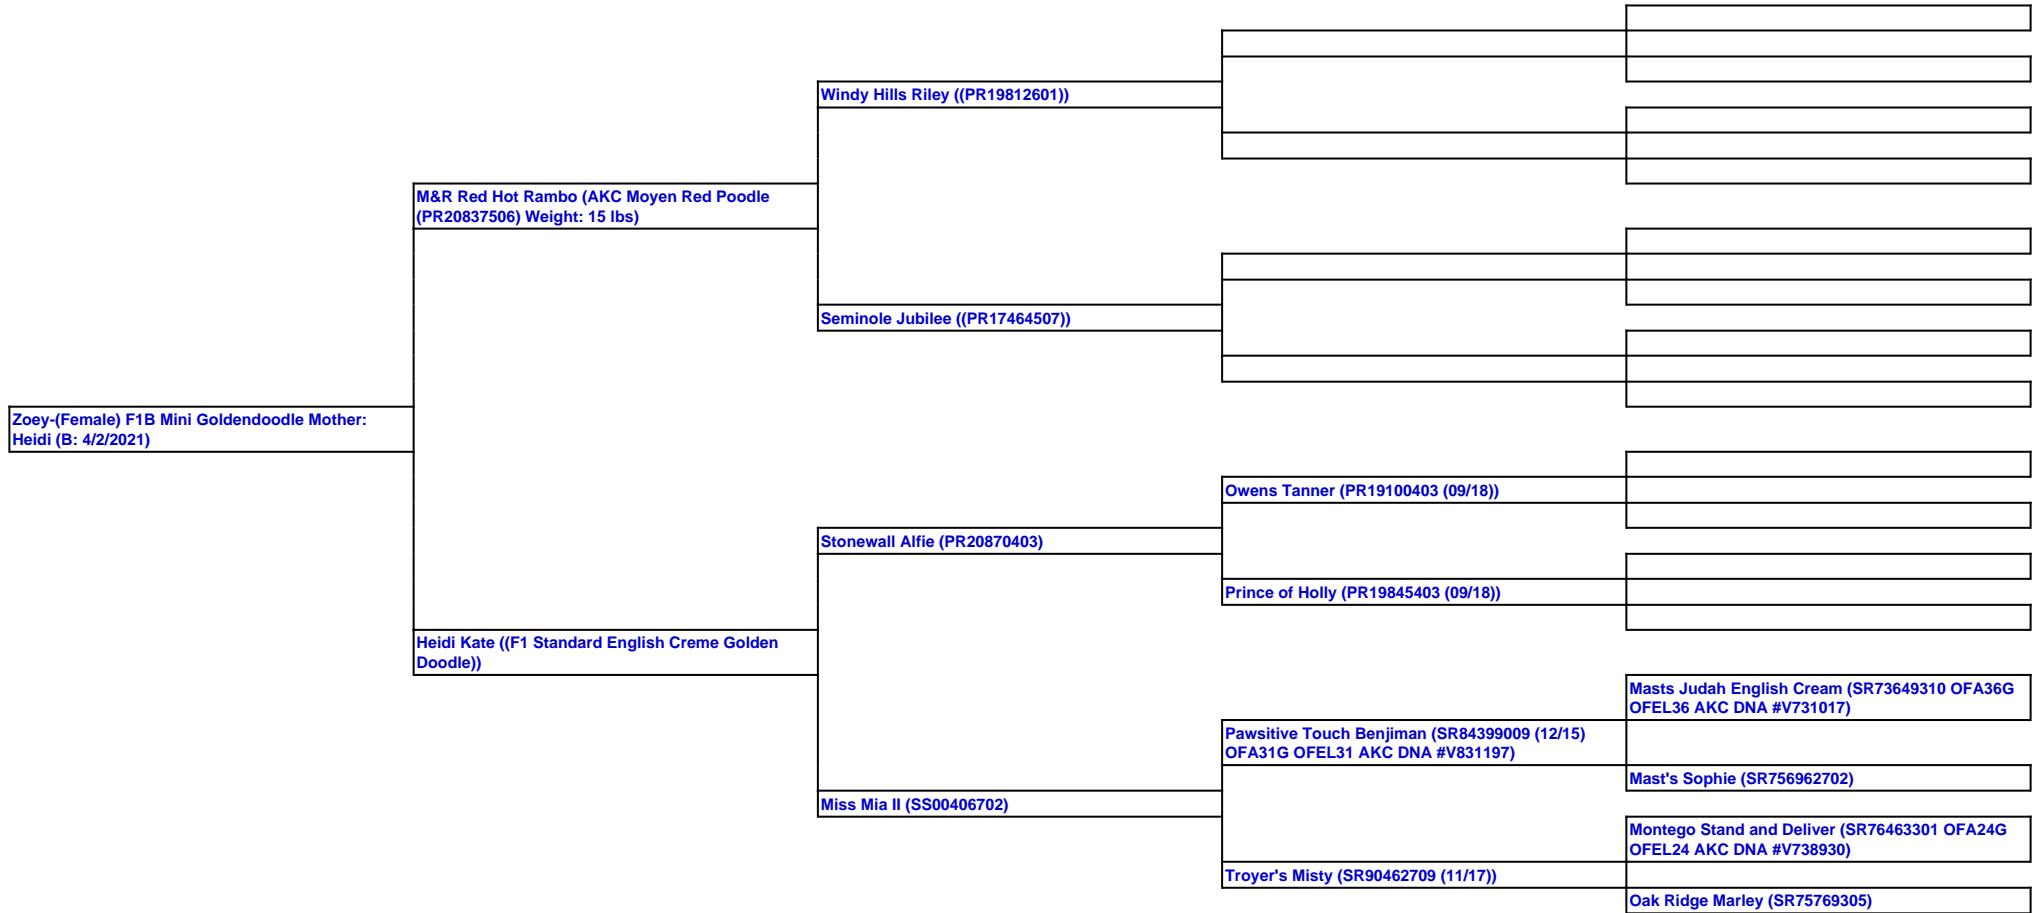 Windy Hills Riley ((PR19812601))
M&R Red Hot Rambo (AKC Moyen Red Poodle
(PR20837506) Weight: 15 lbs)
Seminole Jubilee ((PR17464507))
Zoey-(Female) F1B Mini Goldendoodle Mother:
Heidi (B: 4/2/2021)
Owens Tanner (PR19100403 (09/18))
Stonewall Alfie (PR20870403)
Prince of Holly (PR19845403 (09/18))
Heidi Kate ((F1 Standard English Creme Golden
Doodle))
Masts Judah English Cream (SR73649310 OFA36G
OFEL36 AKC DNA #V731017)
Pawsitive Touch Benjiman (SR84399009 (12/15)
OFA31G OFEL31 AKC DNA #V831197)
Mast's Sophie (SR756962702)
Miss Mia II (SS00406702)
Montego Stand and Deliver (SR76463301 OFA24G
OFEL24 AKC DNA #V738930)
Troyer's Misty (SR90462709 (11/17))
Oak Ridge Marley (SR75769305)